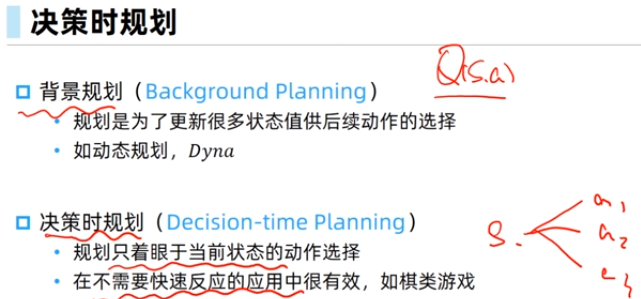 决策时规划
Q(s,a)
背景规划（Background Planning）
规划是为了更新很多状态值供后续动作的选择
如动态规划，Dyna
决策时规划（Decision-time Planning）
规划只着眼于当前状态的动作选择
在不需要快速反应的应用中很有效，如棋类游戏
s.
a1
a2
a3